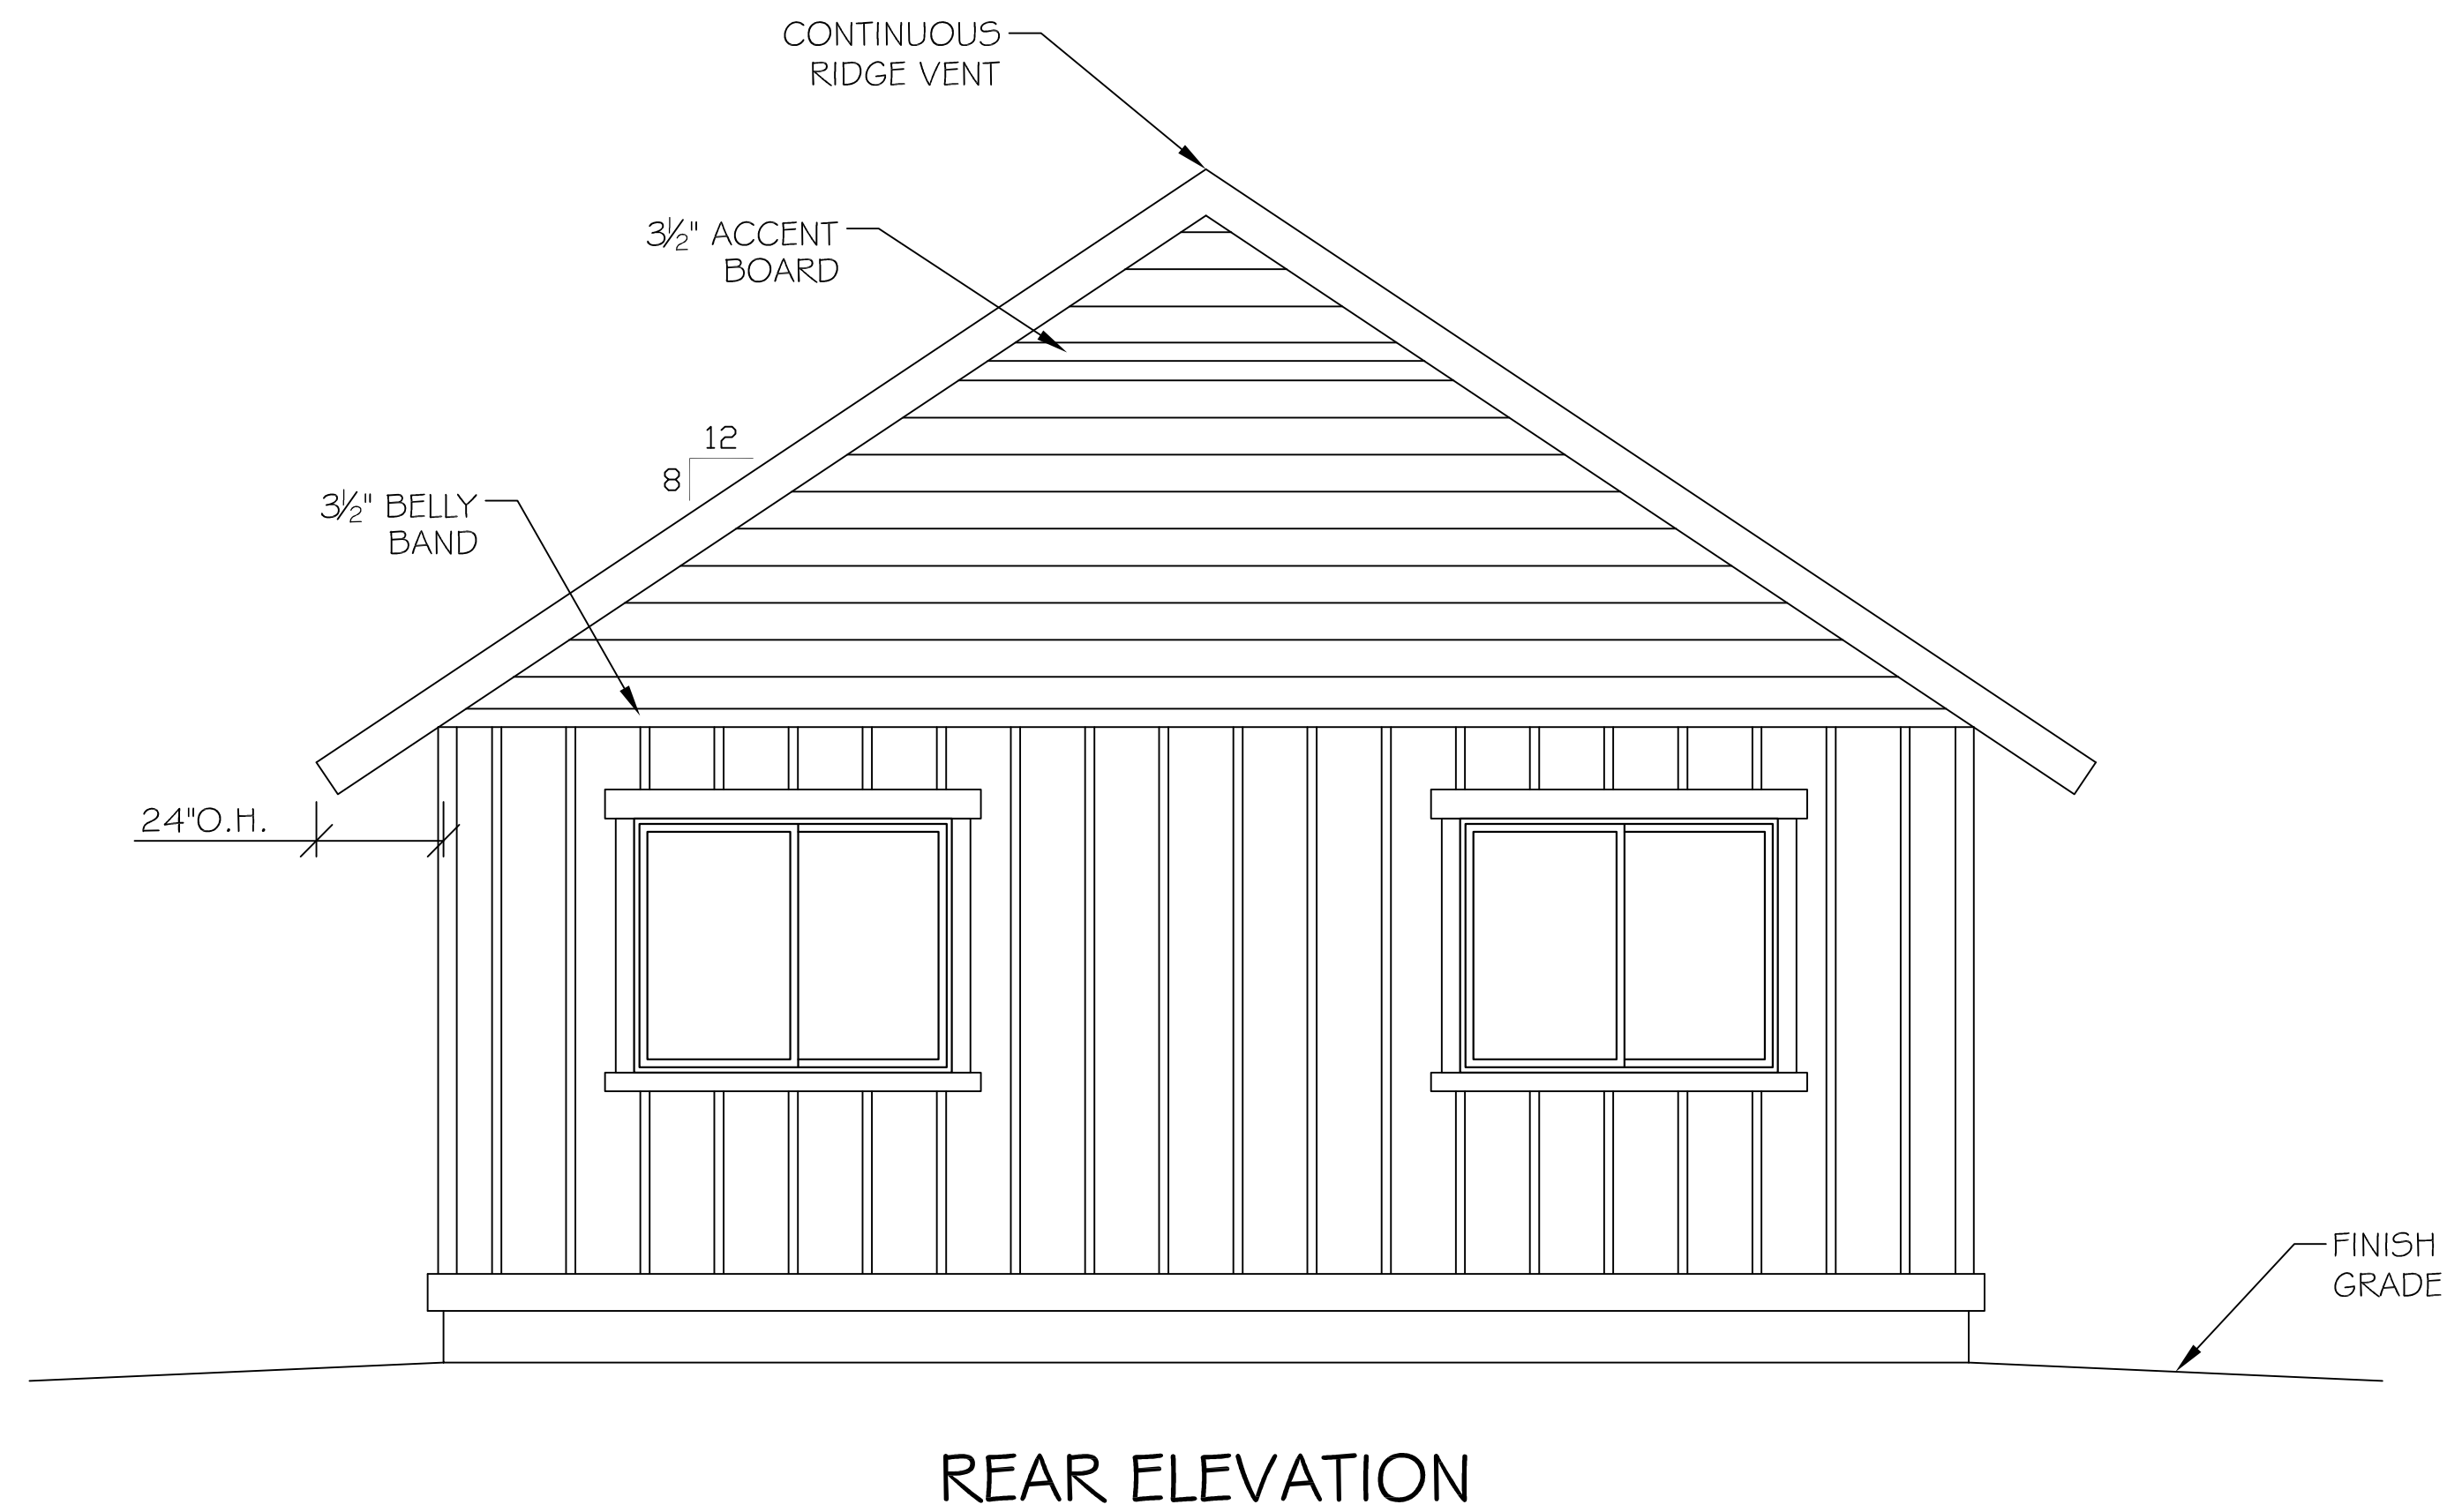 CONTINUOUS
RIDGE VENT
3½" ACCENT
BOARD
12
8
3½" BELLY
BAND
24"O.H.
FINISH
GRADE
REAR ELEVATION